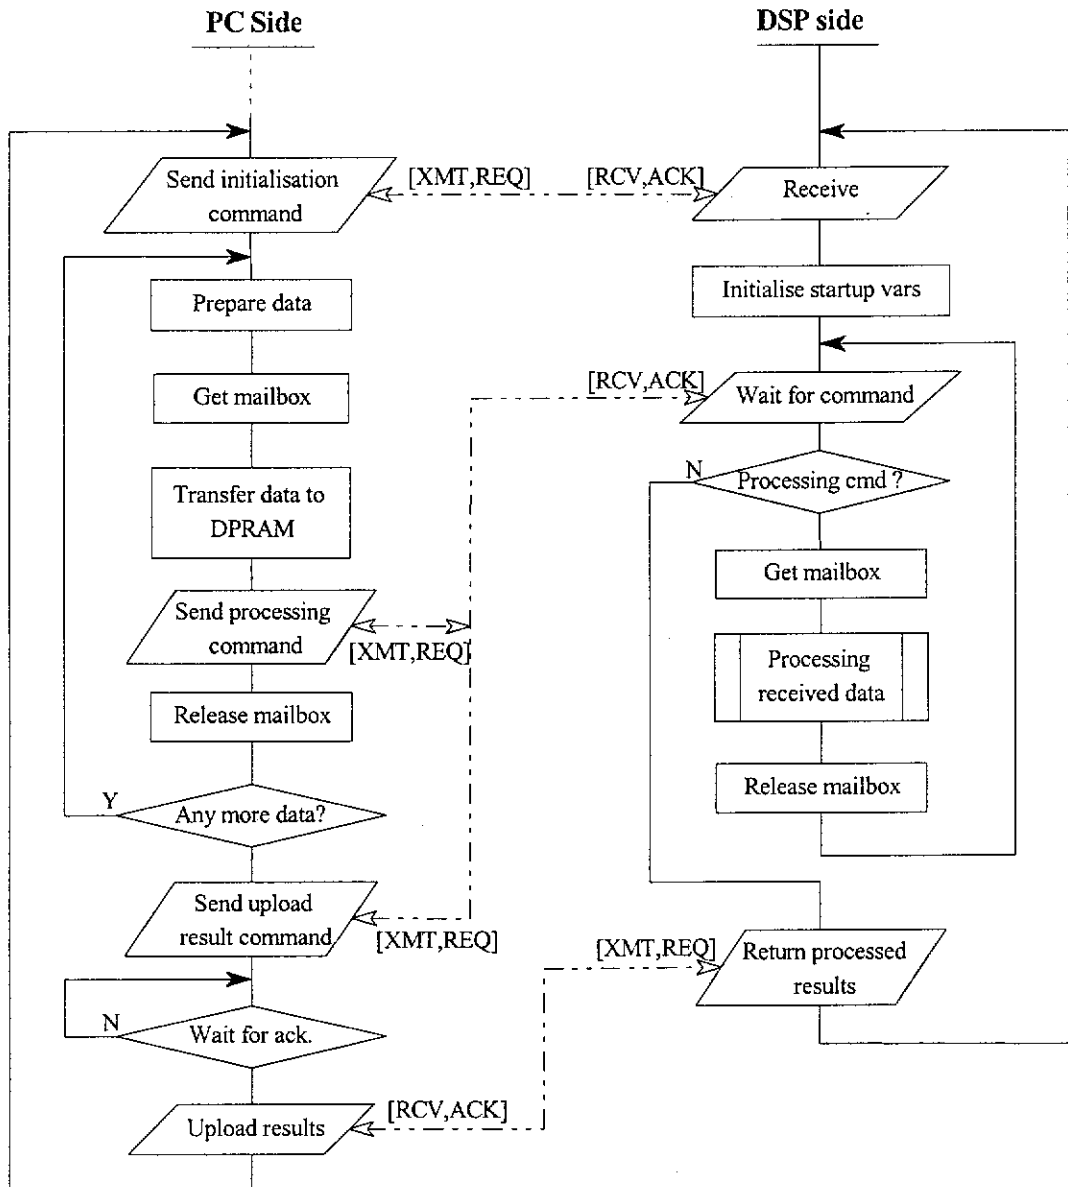 PC Side
DSP side
Send initialisation
command
[XMT,REQ]
[RCV,ACK]
Receive
Prepare data
Initialise startup vars
Get mailbox
[RCV,ACK]
Wait for command
N
Processing cmd ?
Transfer data to
DPRAM
Get mailbox
Send processing
command
[XMT,REQ]
Processing
received data
Release mailbox
Release mailbox
Y
Any more data?
Send upload
result command
[XMT,REQ]
[XMT,REQ]
Return processed
results
N
Wait for ack.
[RCV,ACK]
Upload results